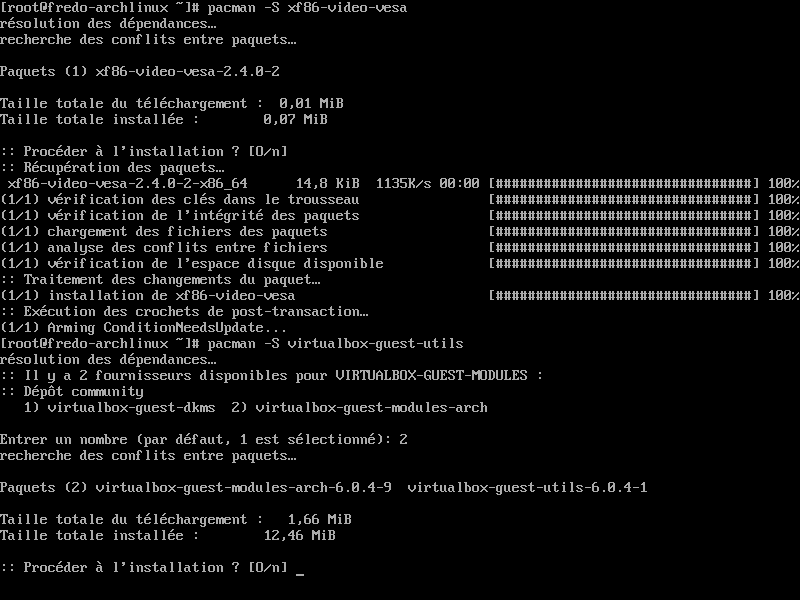 [root@fredo-archlinux ~]# pacman -S xf86-video-vesa
résolution des dépendances…
recherche des conflits entre paquets…
Paquets (1) xf86-video-vesa-2.4.0-2
Taille totale du téléchargement :  0,01 MiB
Taille totale installée :        0,07 MiB
:: Procéder à l'installation ? [O/n]
:: Récupération des paquets…
xf86-video-vesa-2.4.0-2-x86_64      14,8 KiB  1135K/s 00:00 [################################] 100%
(1/1) vérification des clés dans le trousseau                [################################] 100%
(1/1) vérification de l'intégrité des paquets                [################################] 100%
(1/1) chargement des fichiers des paquets                    [################################] 100%
(1/1) analyse des conflits entre fichiers                    [################################] 100%
(1/1) vérification de l'espace disque disponible             [################################] 100%
:: Traitement des changements du paquet…
(1/1) installation de xf86-video-vesa                        [################################] 100%
:: Exécution des crochets de post-transaction…
(1/1) Arming ConditionNeedsUpdate...
[root@fredo-archlinux ~]# pacman -S virtualbox-guest-utils
résolution des dépendances…
:: Il y a 2 fournisseurs disponibles pour VIRTUALBOX-GUEST-MODULES :
:: Dépôt community
1) virtualbox-guest-dkms  2) virtualbox-guest-modules-arch
Entrer un nombre (par défaut, 1 est sélectionné): 2
recherche des conflits entre paquets…
Paquets (2) virtualbox-guest-modules-arch-6.0.4-9  virtualbox-guest-utils-6.0.4-1
Taille totale du téléchargement :   1,66 MiB
Taille totale installée :        12,46 MiB
:: Procéder à l'installation ? [O/n] _